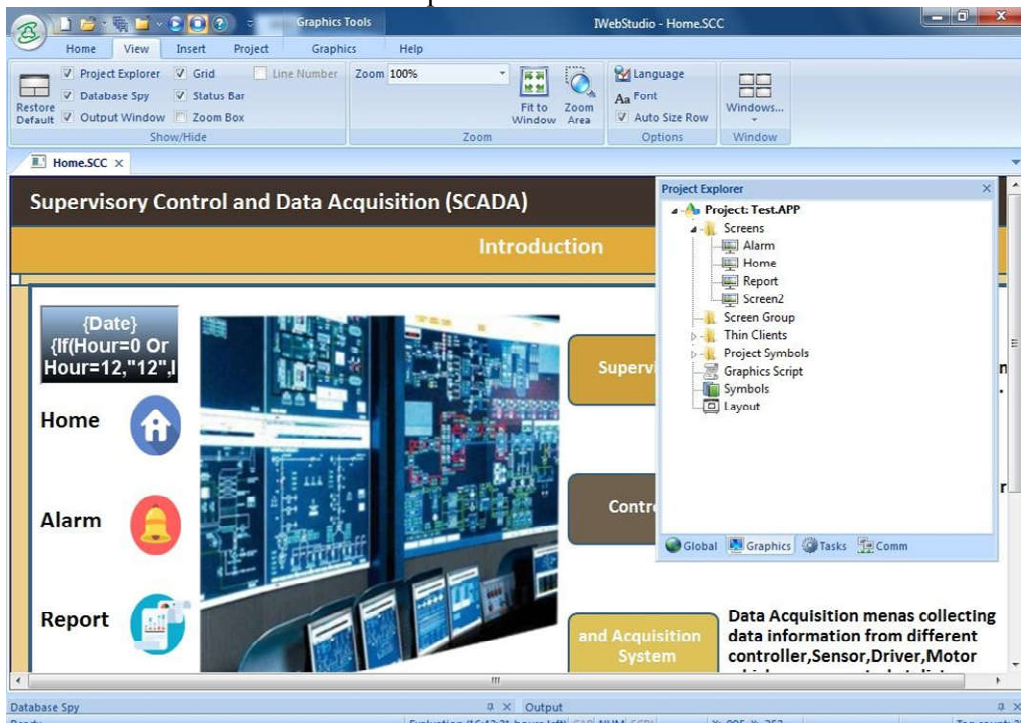 Graphics Tools
IWebStudio - Home.SCC
Home View Insert Project Graphics Help
Project Explorer Grid Line Number
Database Spy Status Bar
Output Window Zoom Box
Restore Default
Show/Hide
Zoom 100%
Fit to Window
Zoom Area
Zoom
Language
Font
Auto Size Row
Options
Windows...
Window
Home.SCC
Supervisory Control and Data Acquisition (SCADA)
Introduction
{Date}
{If(Hour=0 Or
Hour=12,"12",I
Home
Alarm
Report
Superv
Contr
and Acquisition
System
Data Acquisition menas collecting
data information from different
controller,Sensor,Driver,Motor
Project Explorer
Project: Test.APP
Screens
Alarm
Home
Report
Screen2
Screen Group
Thin Clients
Project Symbols
Graphics Script
Symbols
Layout
Global Graphics Tasks Comm
Database Spy
Output